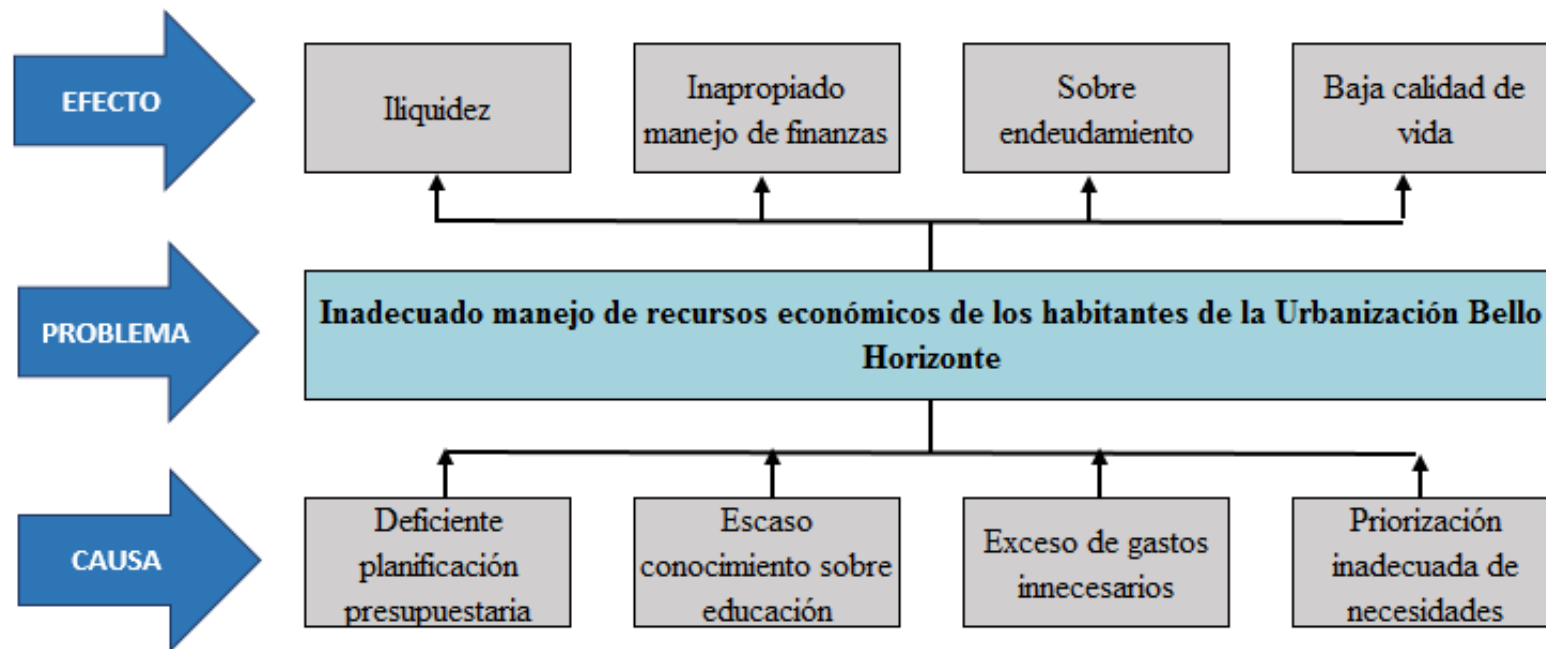 EFECTO
Iliquidez
Inapropiado
manejo de finanzas
Sobre
endeudamiento
Baja calidad de
vida
PROBLEMA
Inadecuado manejo de recursos económicos de los habitantes de la Urbanización Bello
Horizonte
CAUSA
Deficiente
planificación
presupuestaria
Escaso
conocimiento sobre
educación
Exceso de gastos
innecesarios
Priorización
inadecuada de
necesidades